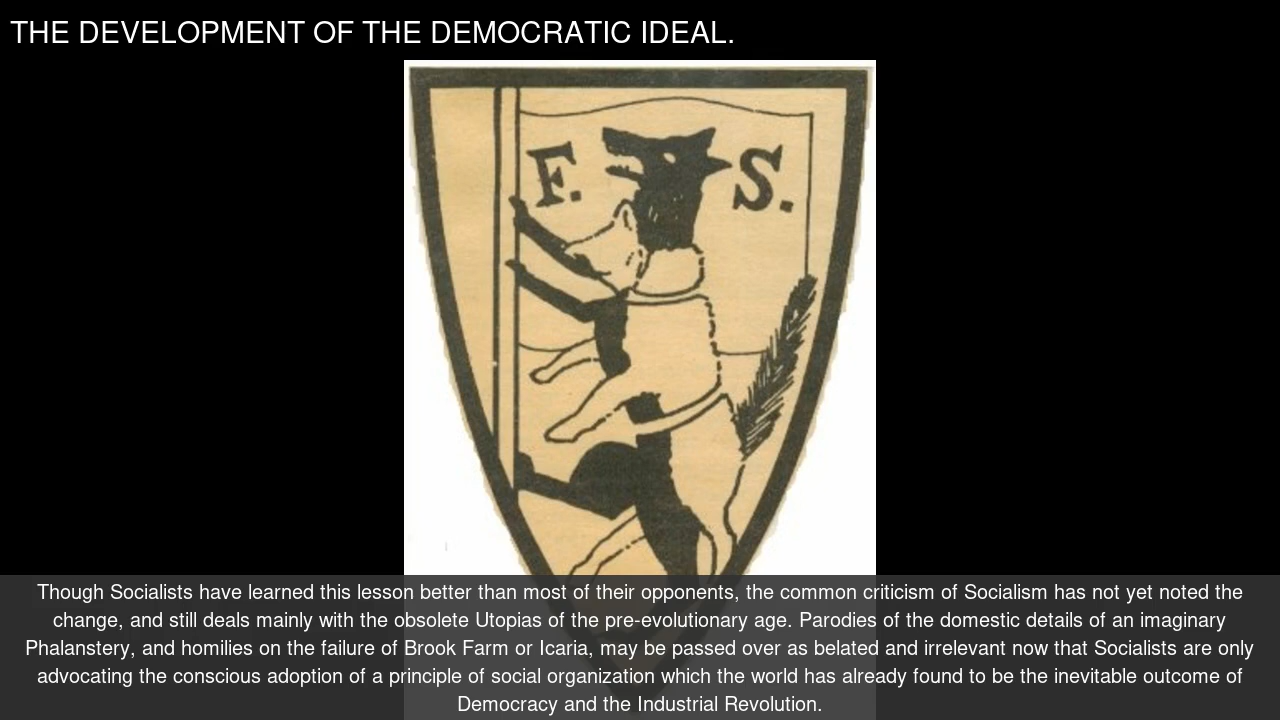 THE DEVELOPMENT OF THE DEMOCRATIC IDEAL.
F. S.
Though Socialists have learned this lesson better than most of their opponents, the common criticism of Socialism has not yet noted the
change, and still deals mainly with the obsolete Utopias of the pre-evolutionary age. Parodies of the domestic details of an imaginary
Phalanstery, and homilies on the failure of Brook Farm or Icaria, may be passed over as belated and irrelevant now that Socialists are only
advocating the conscious adoption of a principle of social organization which the world has already found to be the inevitable outcome of
Democracy and the Industrial Revolution.